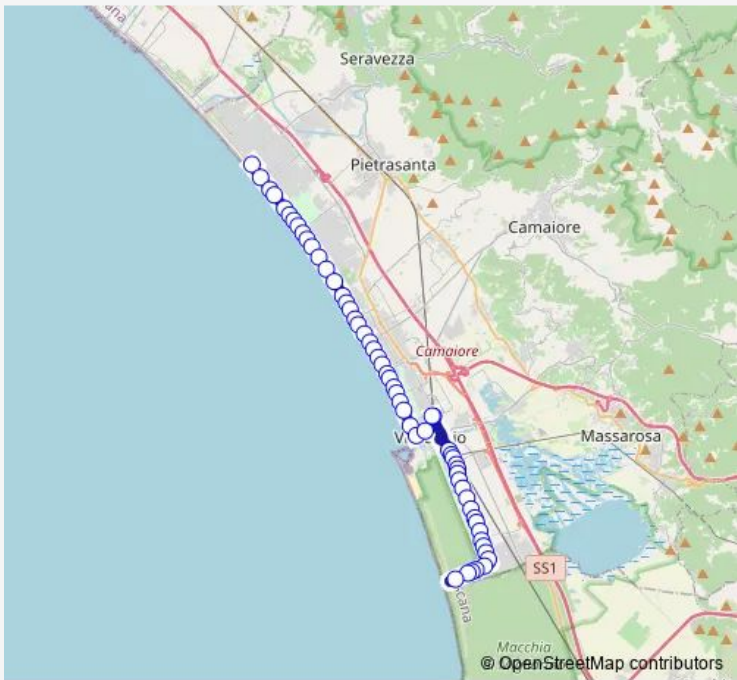 Seravezza
Pietrasanta
Camaiore
Camaiore
Massarosa
SS1
Macchia
© OpenStreetMap contributors